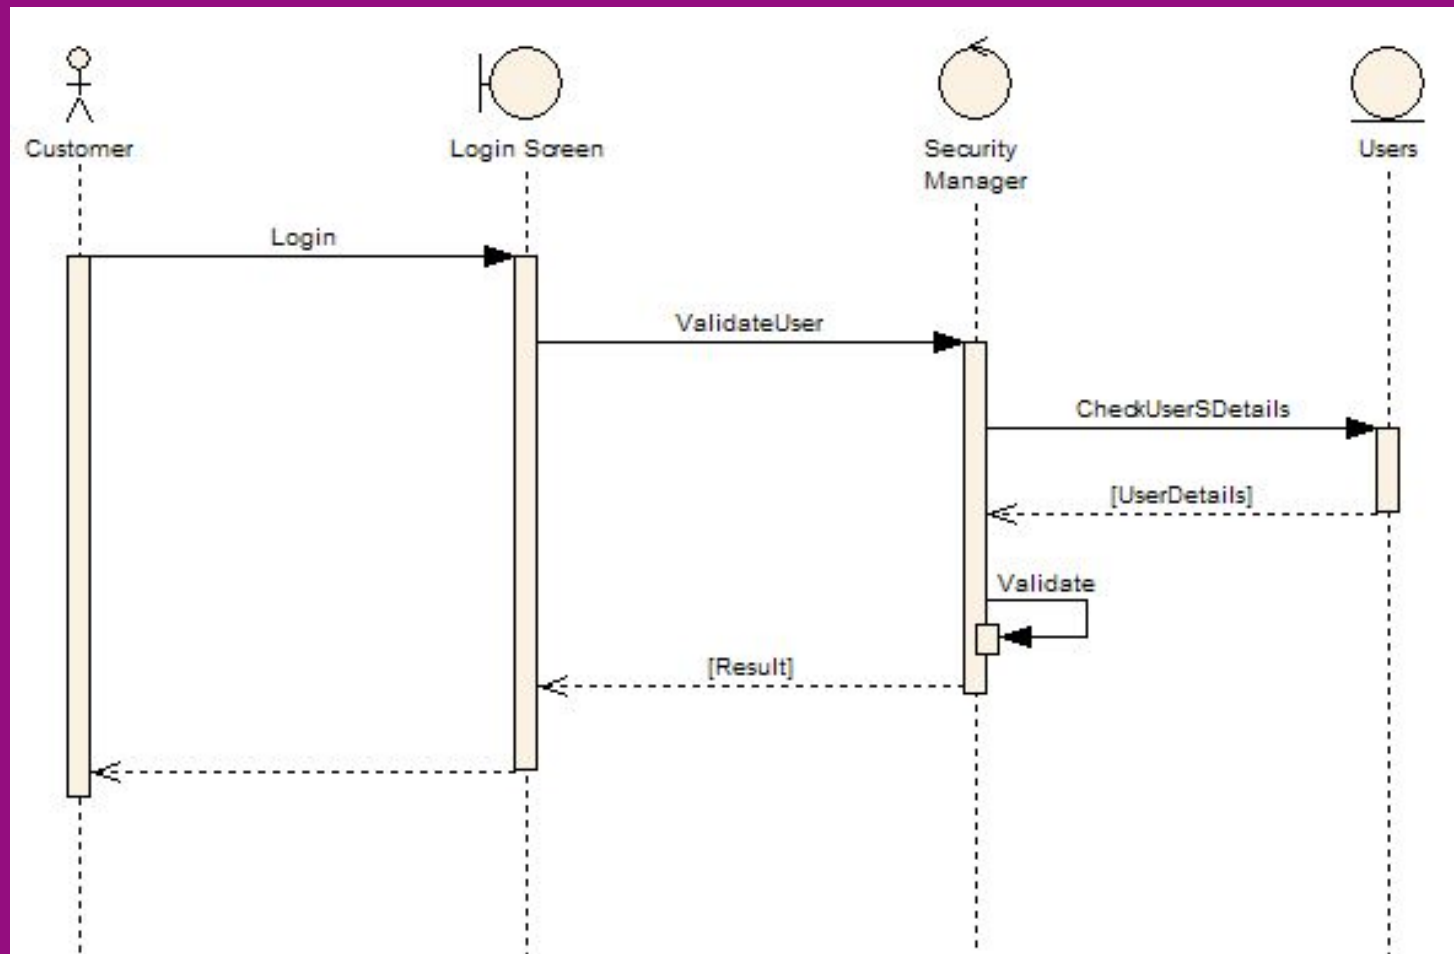 Customer
Login Screen
Security
Manager
Users
Login
ValidateUser
CheckUserSDetails
[UserDetails]
Validate
[Result]